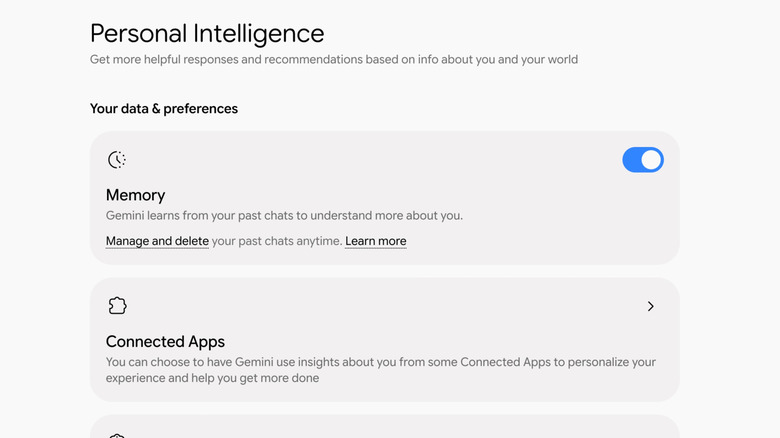 Personal Intelligence
Get more helpful responses and recommendations based on info about you and your world
Your data & preferences
Memory
Gemini learns from your past chats to understand more about you.
Manage and delete your past chats anytime. Learn more
Connected Apps
You can choose to have Gemini use insights about you from some Connected Apps to personalize your
experience and help you get more done